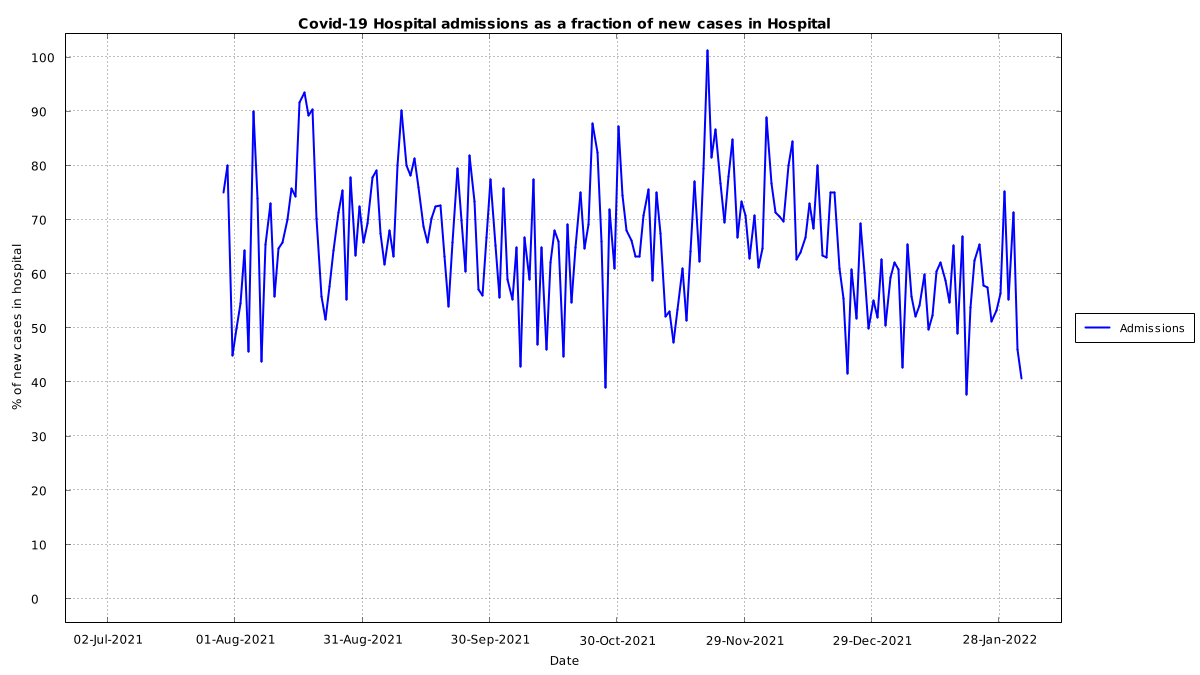 Covid-19 Hospital admissions as a fraction of new cases in Hospital
100
90
80
70
60
50
40
30
20
10
0
% of new cases in hospital
02-Jul-2021 01-Aug-2021 31-Aug-2021 30-Sep-2021 30-Oct-2021 29-Nov-2021 29-Dec-2021 28-Jan-2022
Date
Admissions